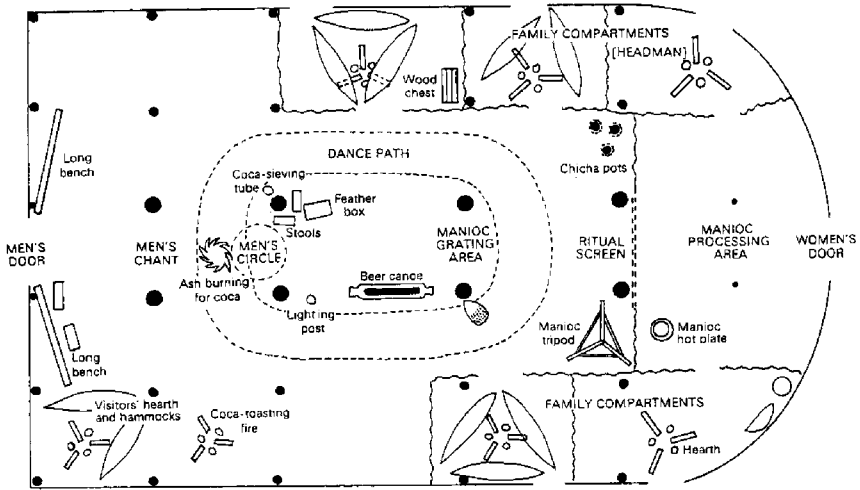 FAMILY COMPARTMENTS
[HEADMAN]
Wood
chest
Long
bench
DANCE PATH
Chicha pots
Coca-sieving
tube
Feather
box
Stools
MEN'S
DOOR
MEN'S
CHANT
MEN'S
CIRCLE
MANIOC
GRATING
AREA
RITUAL
SCREEN
MANIOC
PROCESSING
AREA
WOMEN'S
DOOR
Ash burning
for coca
Beer canoe
Lighting
post
Manioc
tripod
Manioc
hot plate
Long
bench
Visitors' hearth
and hammocks
Coca-roasting
fire
FAMILY COMPARTMENTS
Hearth